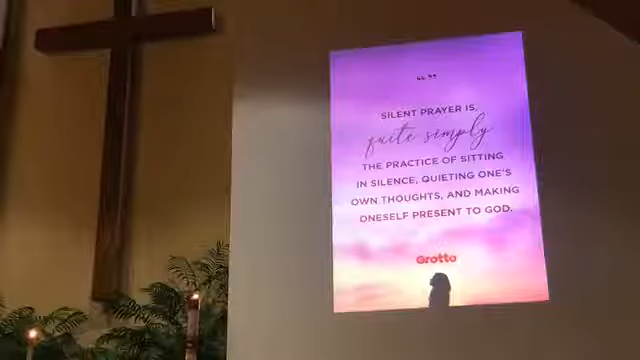 “ ”
SILENT PRAYER IS,
quite simply
THE PRACTICE OF SITTING
IN SILENCE, QUIETING ONE'S
OWN THOUGHTS, AND MAKING
ONESELF PRESENT TO GOD.
Grotto